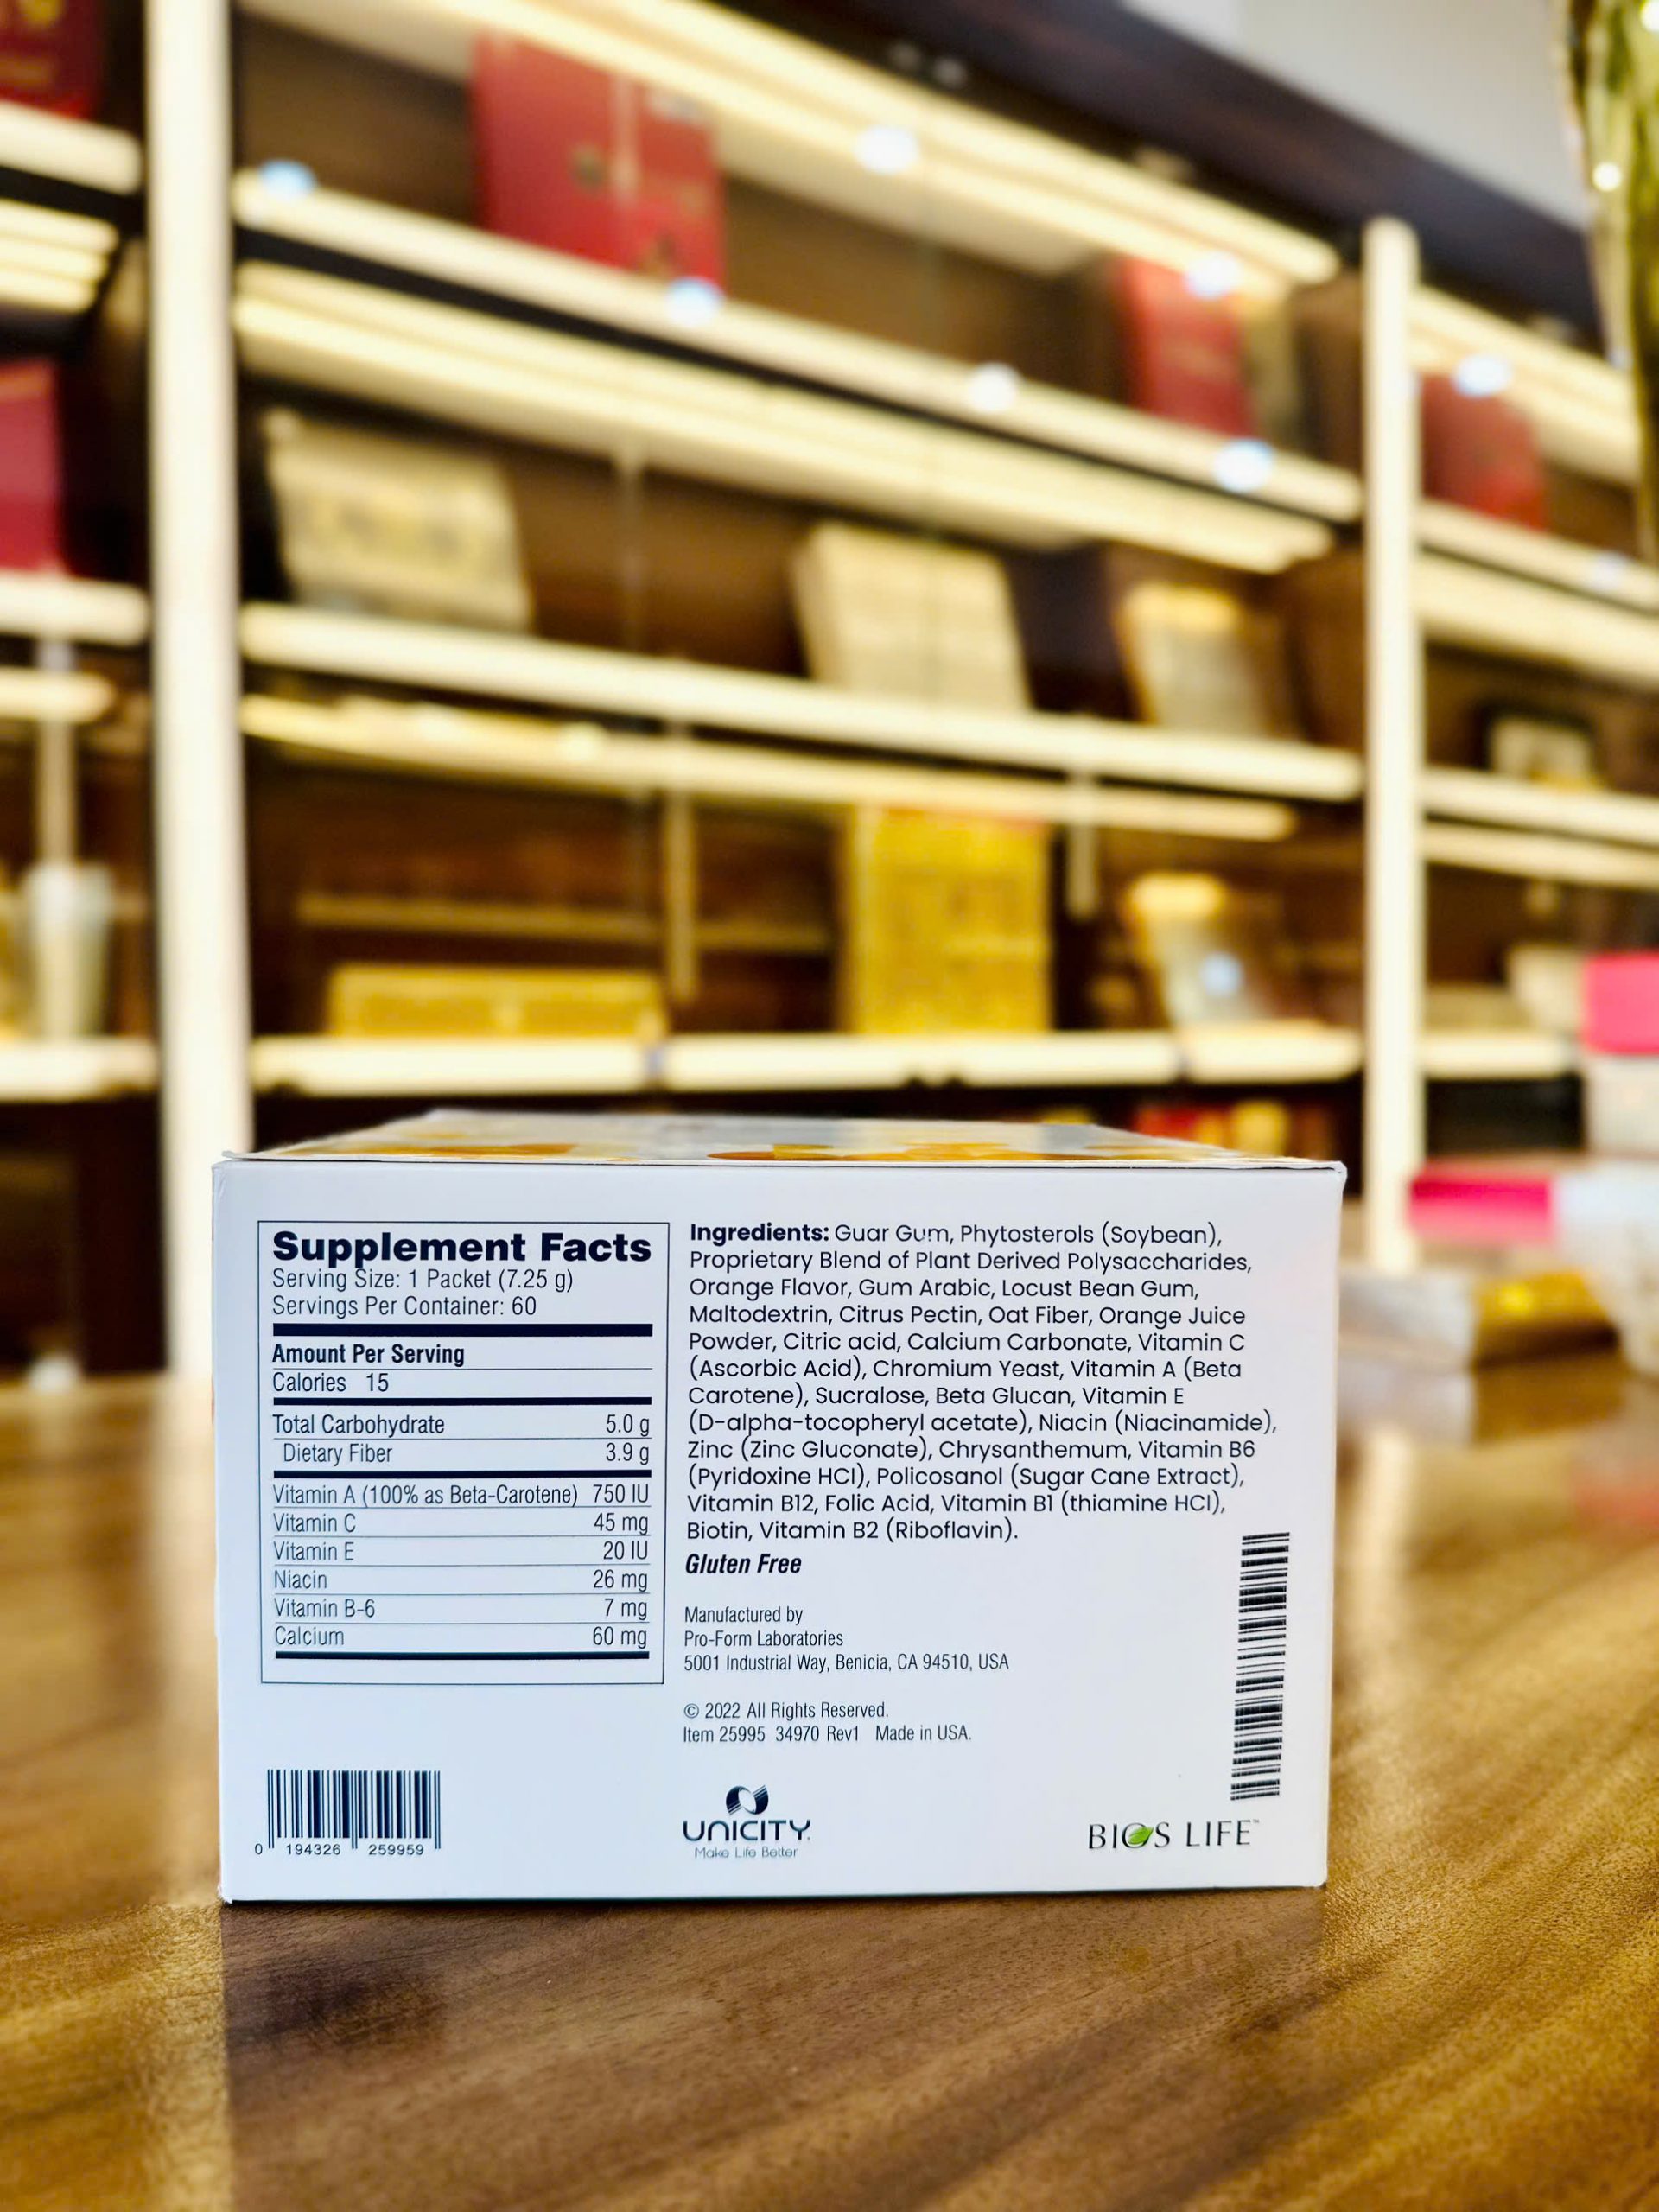 Supplement Facts
Serving Size: 1 Packet (7.25 g)
Servings Per Container: 60
Amount Per Serving
Calories 15
Total Carbohydrate 5.0 g
Dietary Fiber 3.9 g
Vitamin A (100% as Beta-Carotene) 750 IU
Vitamin C 45 mg
Vitamin E 20 IU
Niacin 26 mg
Vitamin B-6 7 mg
Calcium 60 mg
Ingredients: Guar Gum, Phytosterols (Soybean),
Proprietary Blend of Plant Derived Polysaccharides,
Orange Flavor, Gum Arabic, Locust Bean Gum,
Maltodextrin, Citrus Pectin, Oat Fiber, Orange Juice
Powder, Citric acid, Calcium Carbonate, Vitamin C
(Ascorbic Acid), Chromium Yeast, Vitamin A (Beta
Carotene), Sucralose, Beta Glucan, Vitamin E
(D-alpha-tocopheryl acetate), Niacin (Niacinamide),
Zinc (Zinc Gluconate), Chrysanthemum, Vitamin B6
(Pyridoxine HCl), Policosanol (Sugar Cane Extract),
Vitamin B12, Folic Acid, Vitamin B1 (thiamine HCl),
Biotin, Vitamin B2 (Riboflavin).
Gluten Free
Manufactured by
Pro-Form Laboratories
5001 Industrial Way, Benicia, CA 94510, USA
© 2022 All Rights Reserved.
Item 25995 34970 Rev1 Made in USA.
0 194326 259959
UNICITY
Make Life Better
BIOS LIFE™